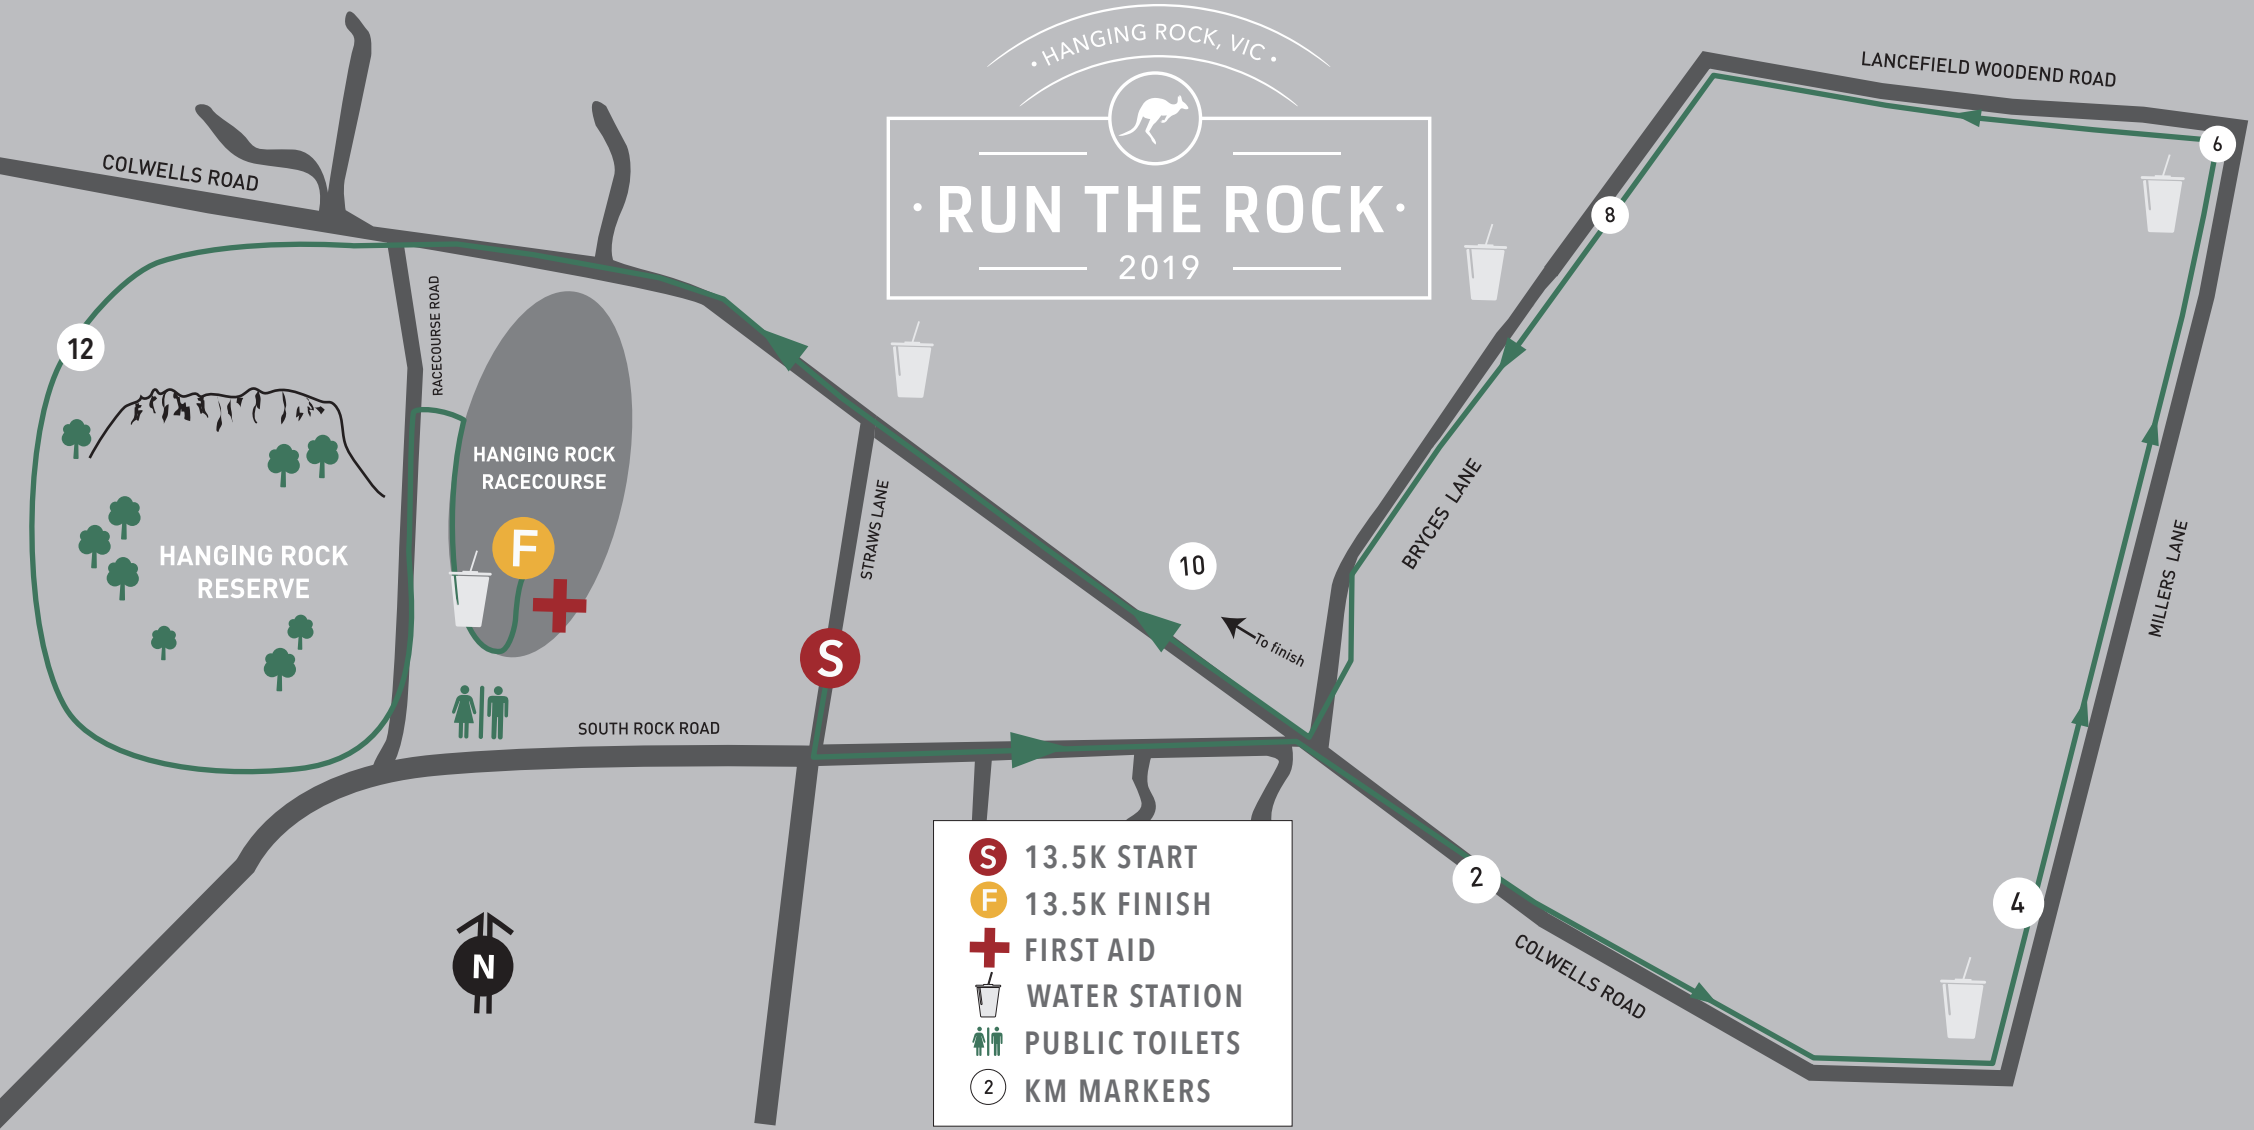 · HANGING ROCK, VIC ·
· RUN THE ROCK ·
2019
LANCEFIELD WOODEND ROAD
6
COLWELLS ROAD
8
RACECOURSE ROAD
12
HANGING ROCK
RACECOURSE
F
HANGING ROCK
RESERVE
STRAWS LANE
BRYCES LANE
MILLERS LANE
10
To finish
S
SOUTH ROCK ROAD
2
4
COLWELLS ROAD
N
S 13.5K START
F 13.5K FINISH
FIRST AID
WATER STATION
PUBLIC TOILETS
2 KM MARKERS